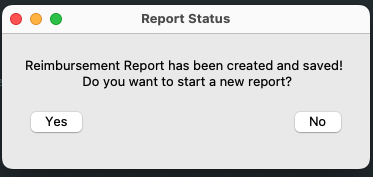 Report Status
Reimbursement Report has been created and saved!
Do you want to start a new report?
Yes
No